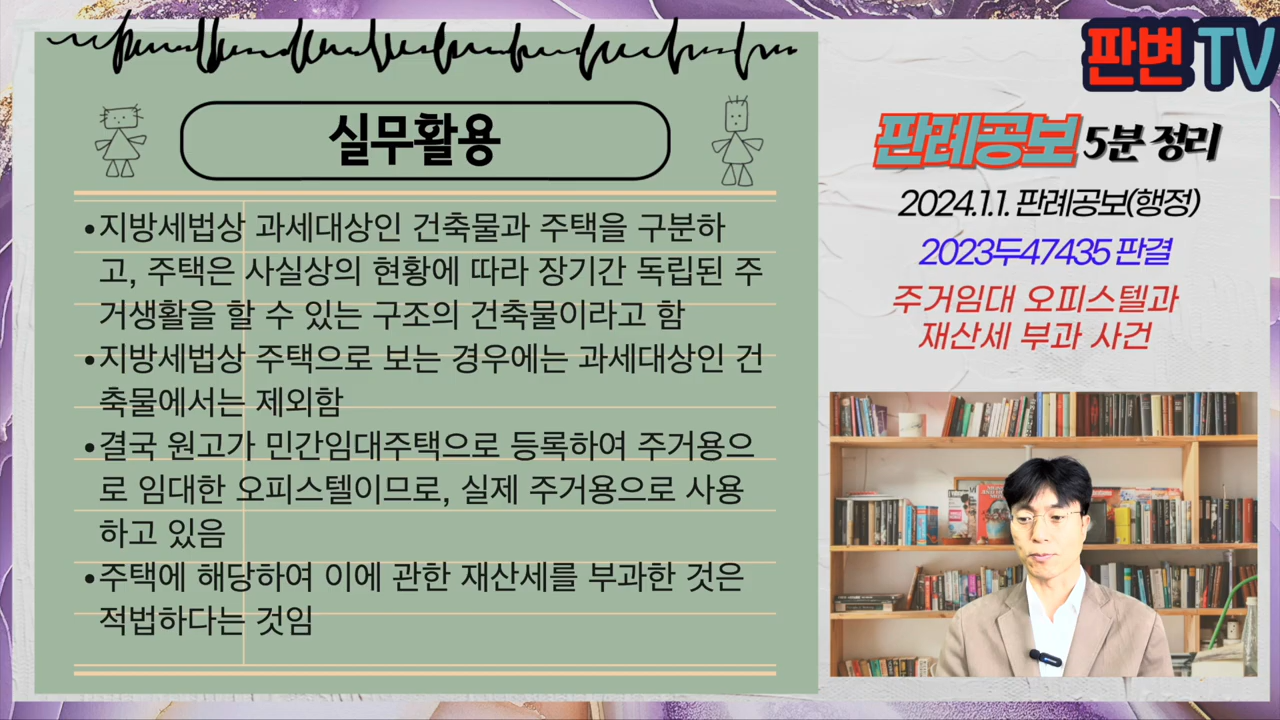 실무활용
•지방세법상 과세대상인 건축물과 주택을 구분하
고, 주택은 사실상의 현황에 따라 장기간 독립된 주
거생활을 할 수 있는 구조의 건축물이라고 함
•지방세법상 주택으로 보는 경우에는 과세대상인 건
축물에서는 제외함
•결국 원고가 민간임대주택으로 등록하여 주거용으
로 임대한 오피스텔이므로, 실제 주거용으로 사용
하고 있음
•주택에 해당하여 이에 관한 재산세를 부과한 것은
적법하다는 것임
판변 TV
판례공보 5분 정리
2024.1.1. 판례공보(행정)
2023두47435 판결
주거임대 오피스텔과
재산세 부과 사건